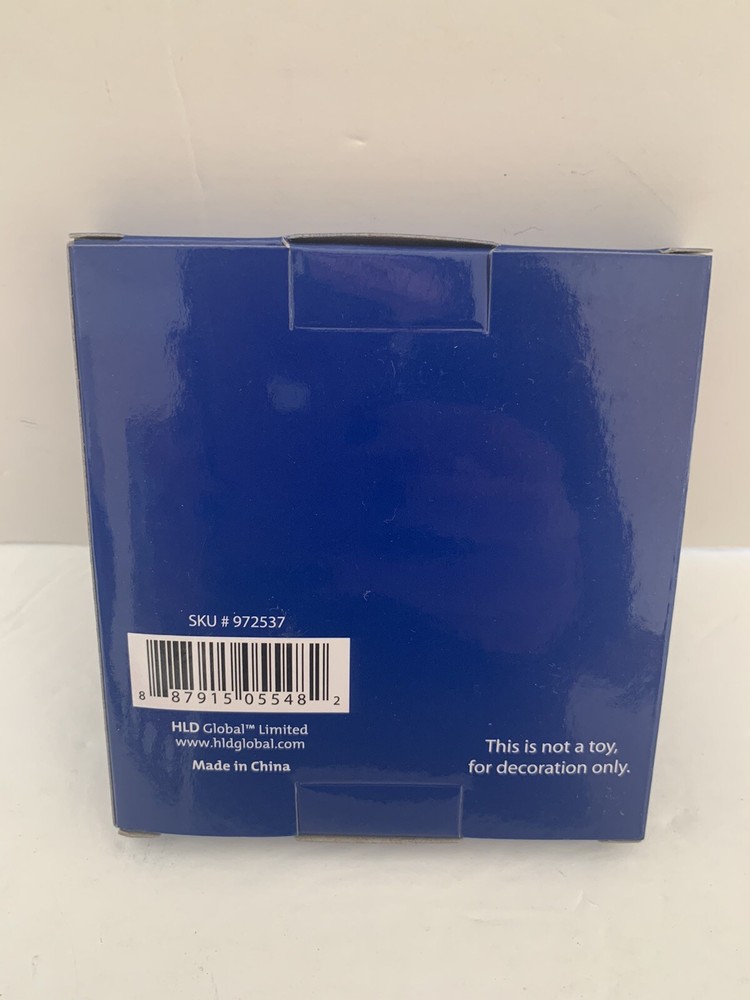 SKU # 972537
8 87915 05548 2
HLD Global™ Limited
www.hldglobal.com
Made in China
This is not a toy,
for decoration only.